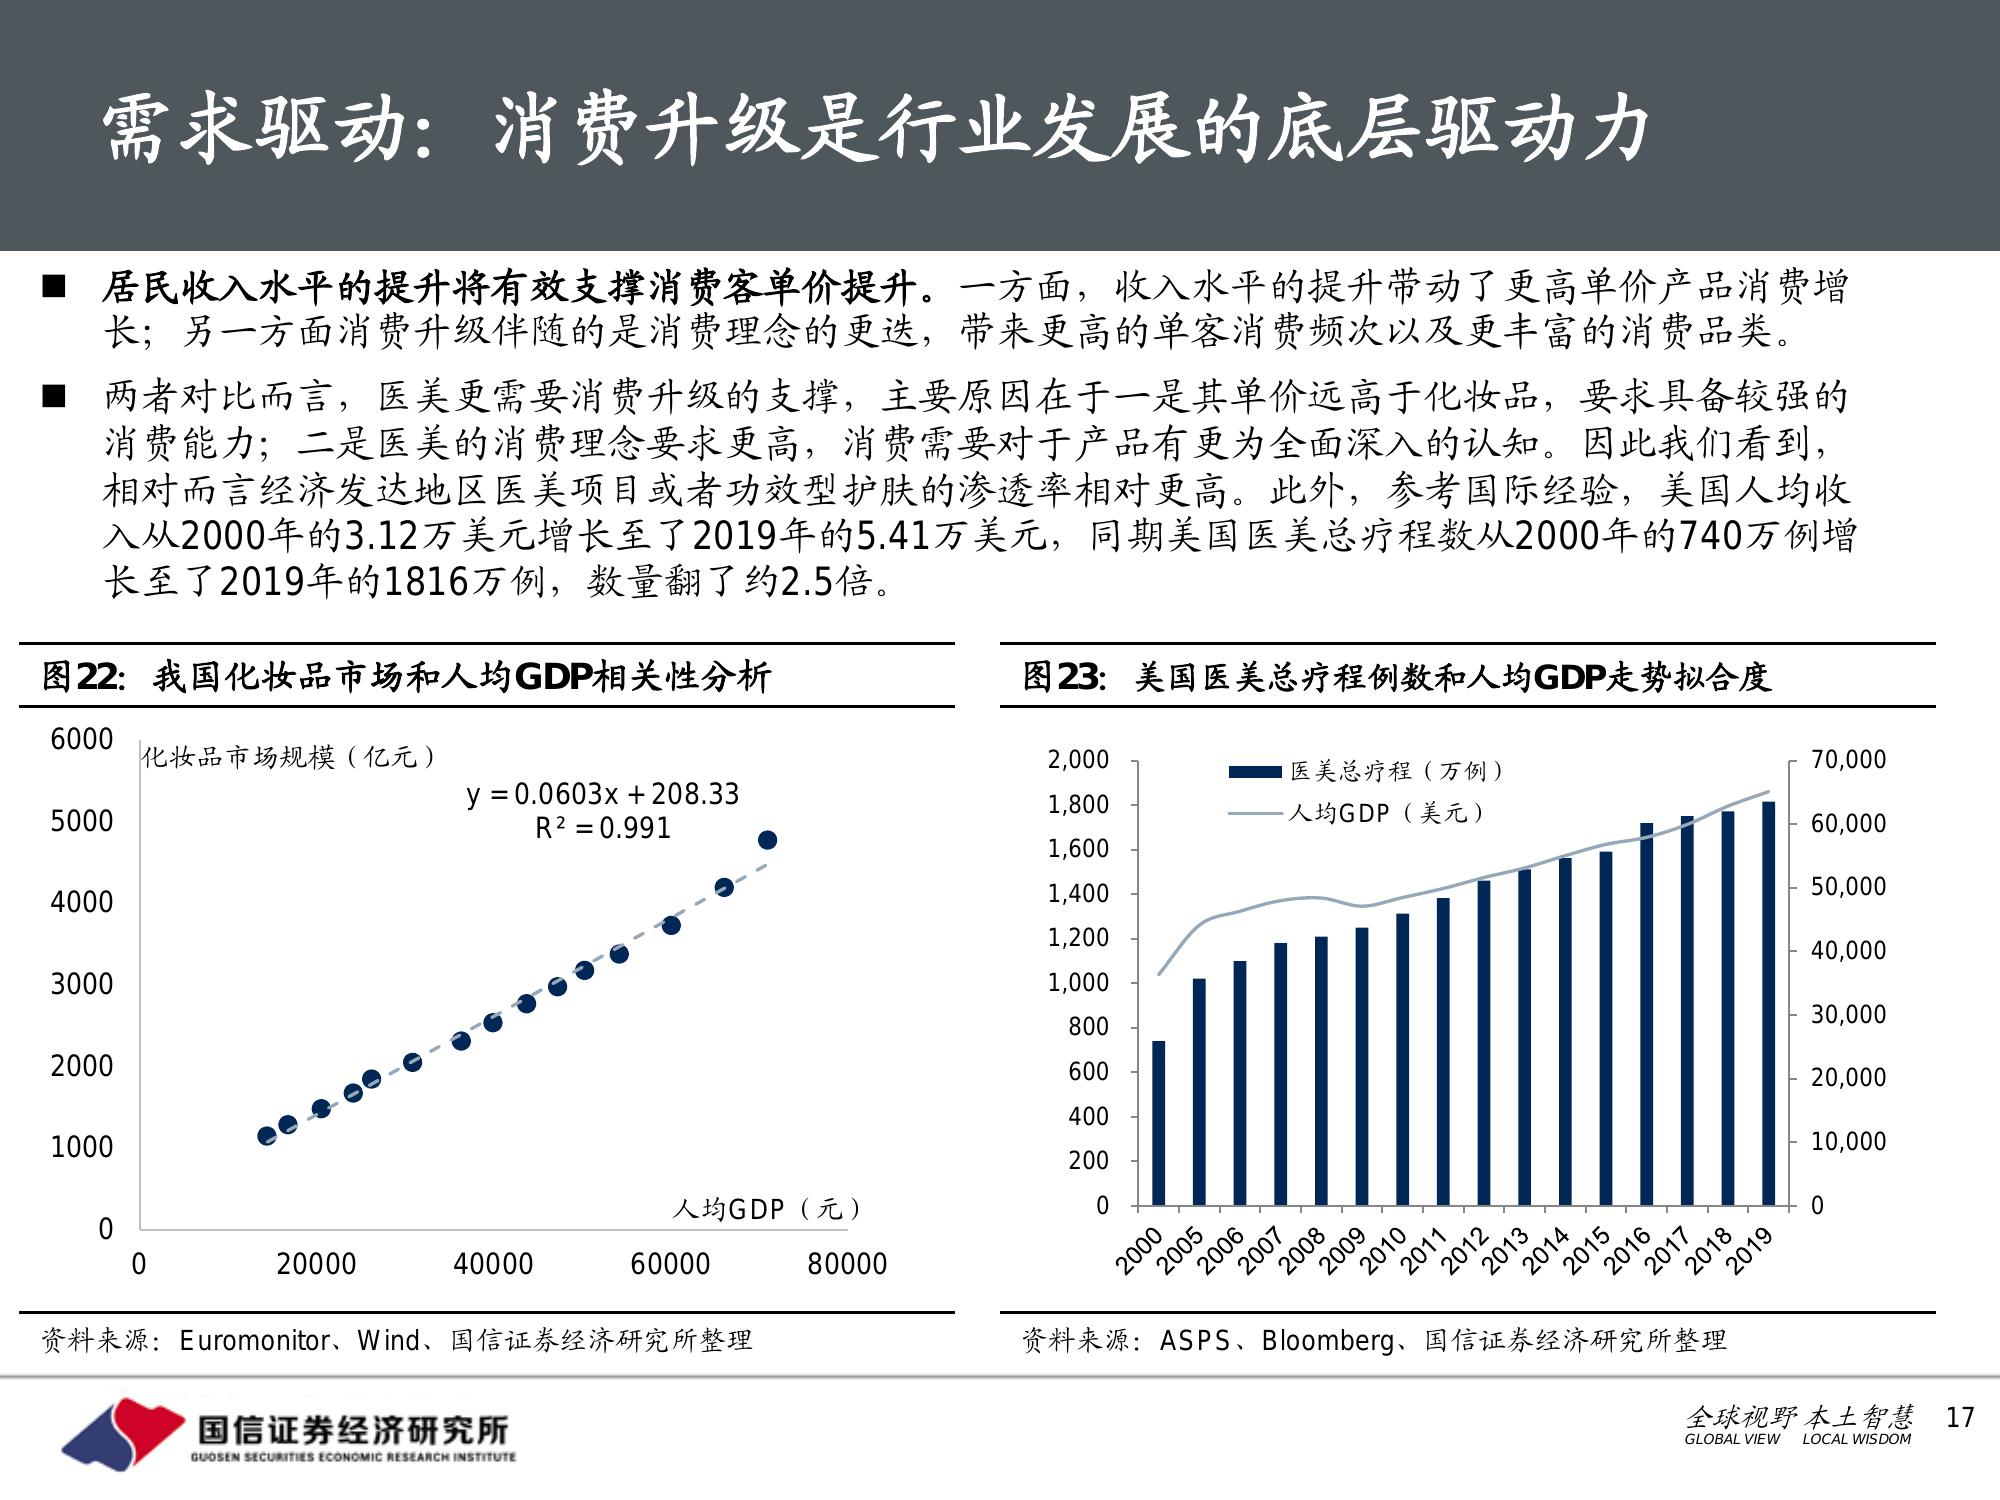 需求驱动：消费升级是行业发展的底层驱动力
■ 居民收入水平的提升将有效支撑消费客单价提升。一方面，收入水平的提升带动了更高单价产品消费增
长；另一方面消费升级伴随的是消费理念的更迭，带来更高的单客消费频次以及更丰富的消费品类。
■ 两者对比而言，医美更需要消费升级的支撑，主要原因在于一是其单价远高于化妆品，要求具备较强的
消费能力；二是医美的消费理念要求更高，消费需要对于产品有更为全面深入的认知。因此我们看到，
相对而言经济发达地区医美项目或者功效型护肤的渗透率相对更高。此外，参考国际经验，美国人均收
入从2000年的3.12万美元增长至了2019年的5.41万美元，同期美国医美总疗程数从2000年的740万例增
长至了2019年的1816万例，数量翻了约2.5倍。
图22：我国化妆品市场和人均GDP相关性分析
6000
5000
4000
3000
2000
1000
0
化妆品市场规模（亿元）
y = 0.0603x + 208.33
R² = 0.991
人均GDP（元）
0 20000 40000 60000 80000
资料来源：Euromonitor、Wind、国信证券经济研究所整理
图23：美国医美总疗程例数和人均GDP走势拟合度
2,000
1,800
1,600
1,400
1,200
1,000
800
600
400
200
0
医美总疗程（万例）
人均GDP（美元）
70,000
60,000
50,000
40,000
30,000
20,000
10,000
0
2000 2005 2006 2007 2008 2009 2010 2011 2012 2013 2014 2015 2016 2017 2018 2019
资料来源：ASPS、Bloomberg、国信证券经济研究所整理
国信证券经济研究所
GUOSEN SECURITIES ECONOMIC RESEARCH INSTITUTE
全球视野 本土智慧
GLOBAL VIEW LOCAL WISDOM
17